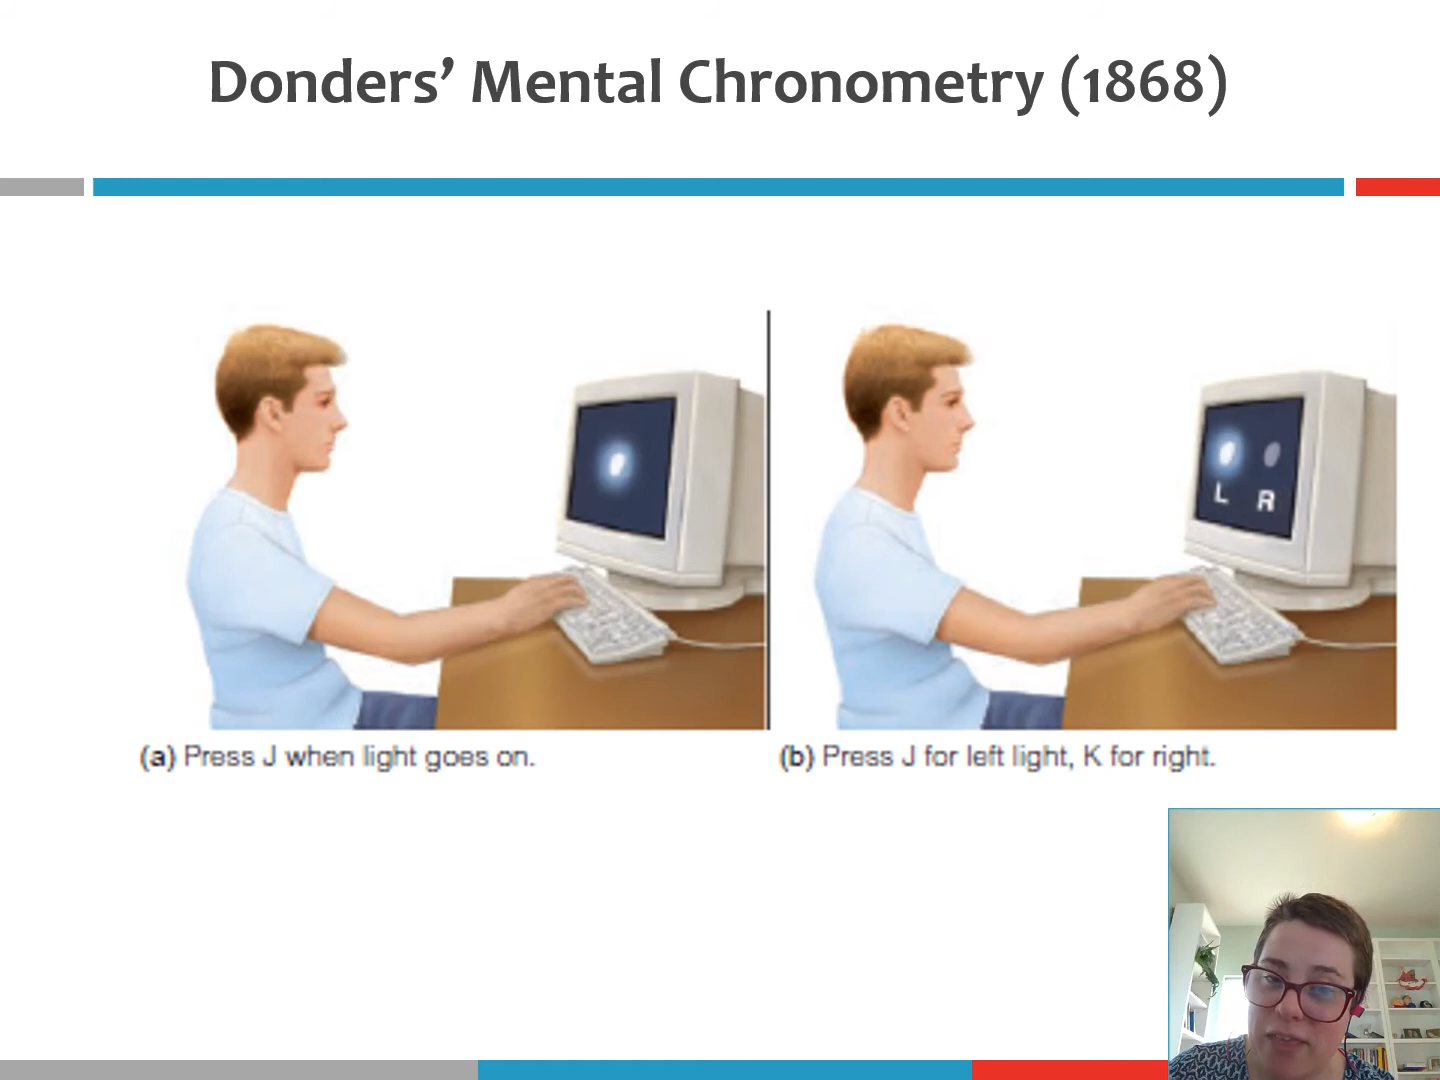 Donders’ Mental Chronometry (1868)
L R
(a) Press J when light goes on.
(b) Press J for left light, K for right.